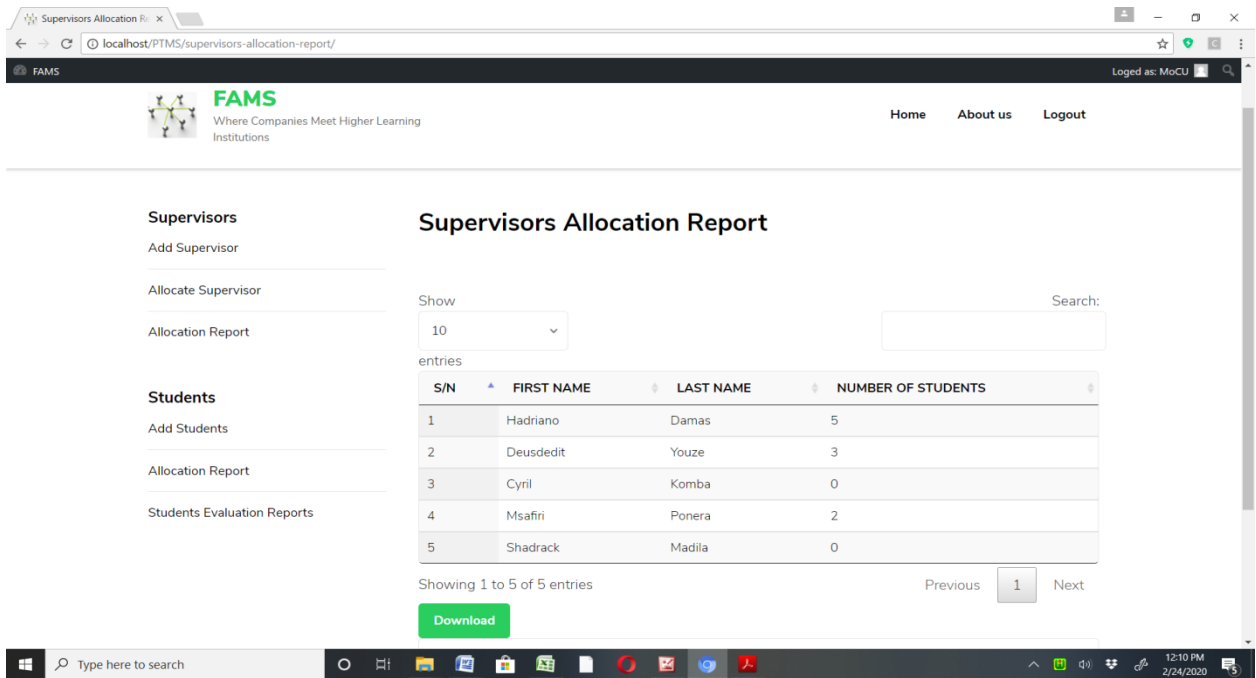 Supervisors Allocation Re
localhost/PTMS/supervisors-allocation-report/
FAMS
Loged as: MoCU
FAMS
Where Companies Meet Higher Learning
Institutions
Home About us Logout
Supervisors
Add Supervisor
Allocate Supervisor
Allocation Report
Students
Add Students
Allocation Report
Students Evaluation Reports
Supervisors Allocation Report
Show
10
entries
Search:
S/N FIRST NAME LAST NAME NUMBER OF STUDENTS
1 Hadriano Damas 5
2 Deusdedit Youze 3
3 Cyril Komba 0
4 Msafiri Ponera 2
5 Shadrack Madila 0
Showing 1 to 5 of 5 entries
Previous 1 Next
Download
Type here to search
12:10 PM
2/24/2020
5